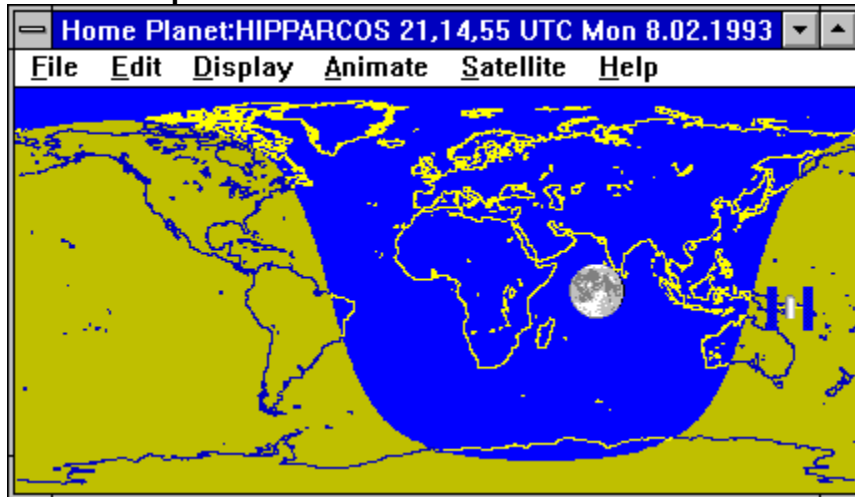 Home Planet:HIPPARCOS 21,14,55 UTC Mon 8.02.1993
File Edit Display Animate Satellite Help